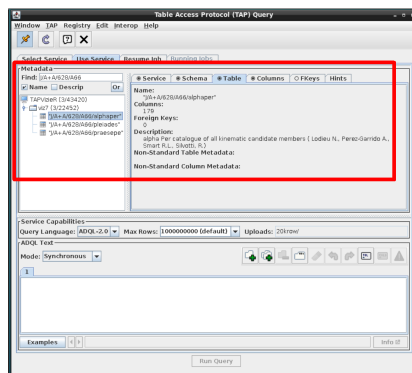 Table Access Protocol (TAP) Query
Window TAP Registry Edit Interop Help
Select Service Use Service Resume Job Running Jobs
Metadata
Find: J/A+A/628/A66
Name Descrip Or
TAPVizieR (3/43420)
viz7 (3/22452)
"J/A+A/628/A66/alphaper"
"J/A+A/628/A66/pleiades"
"J/A+A/628/A66/praesepe"
Service Schema Table Columns FKeys Hints
Name:
"J/A+A/628/A66/alphaper"
Columns:
179
Foreign Keys:
0
Description:
alpha Per catalogue of all kinematic candidate members ( Lodieu N., Perez-Garrido A.,
Smart R.L., Silvotti, R.)
Non-Standard Table Metadata:
Non-Standard Column Metadata:
Service Capabilities
Query Language: ADQL-2.0 Max Rows: 1000000000 (default) Uploads: 20krow/
ADQL Text
Mode: Synchronous
1
Examples Info
Run Query